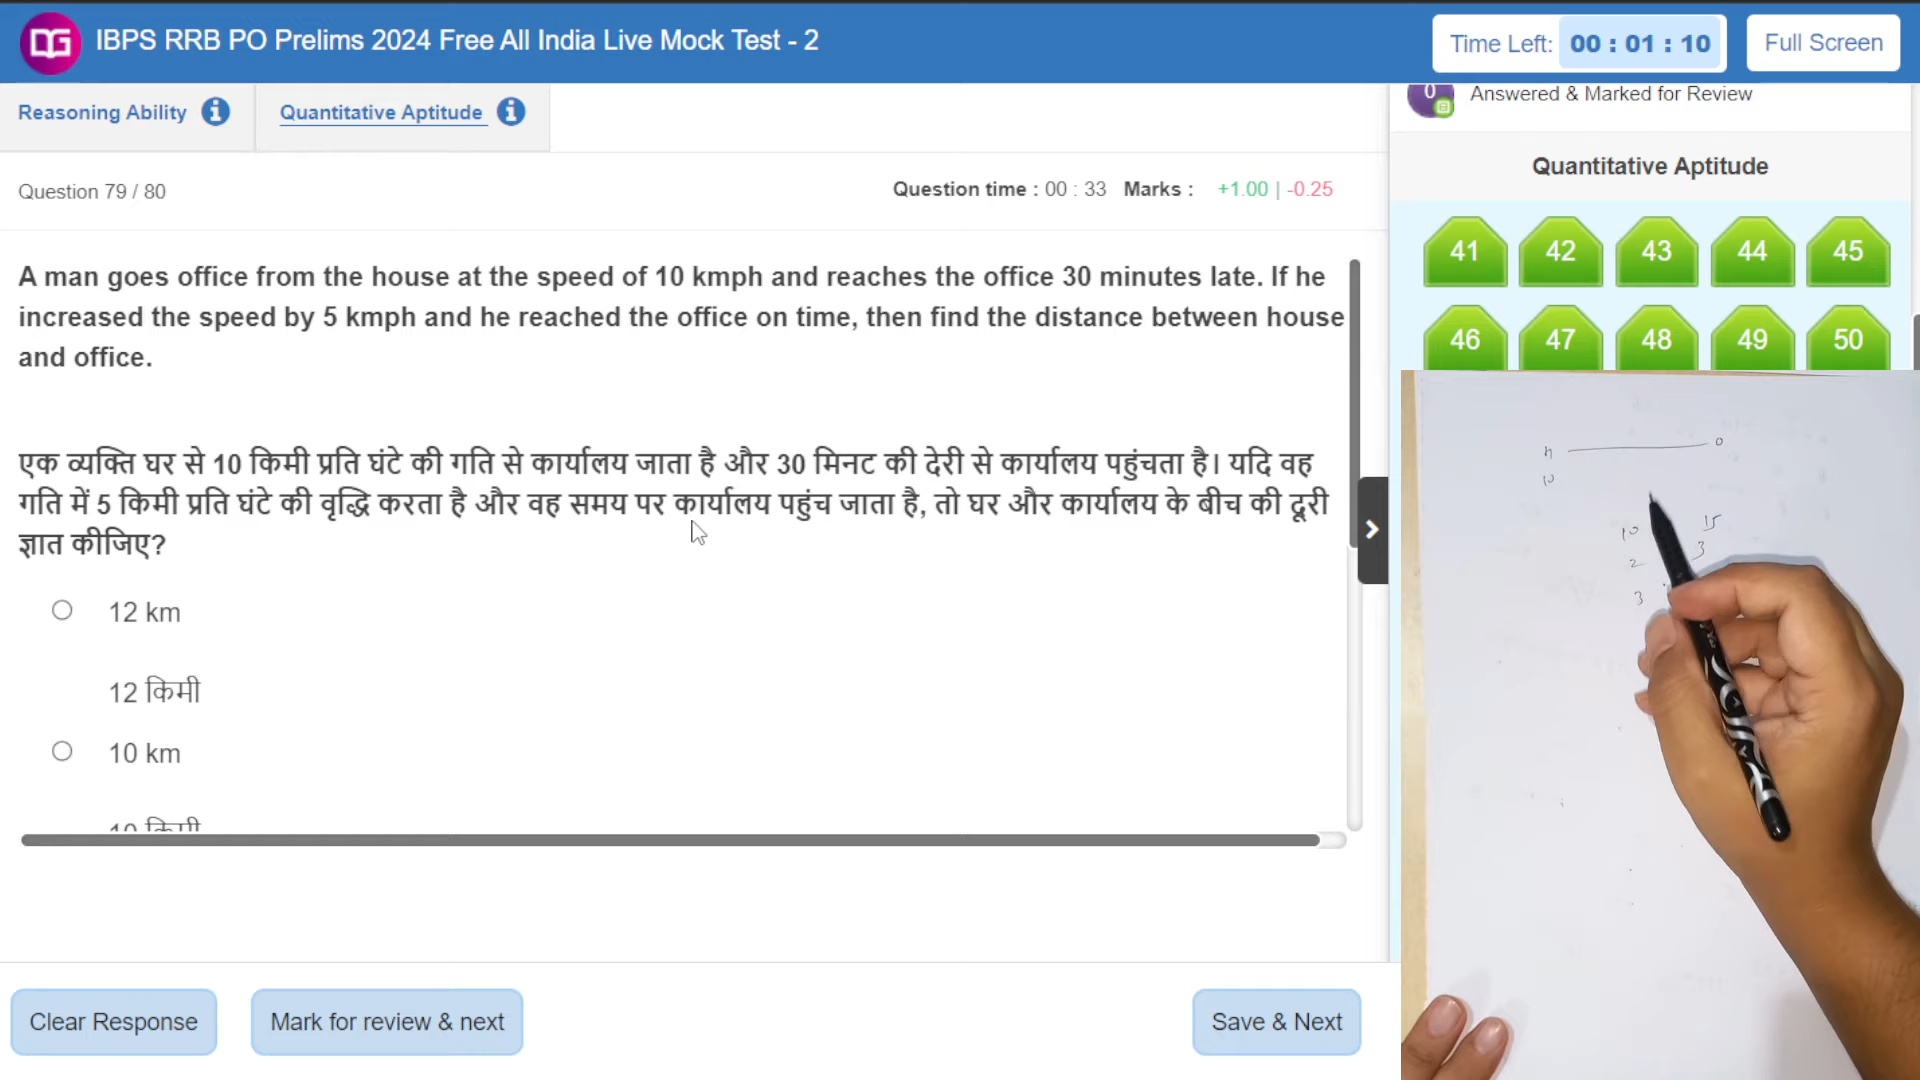 DG
IBPS RRB PO Prelims 2024 Free All India Live Mock Test - 2
Time Left: 00 : 01 : 10
Full Screen
Reasoning Ability
Quantitative Aptitude
Answered & Marked for Review
0
Quantitative Aptitude
Question 79 / 80
Question time : 00 : 33 Marks : +1.00 | -0.25
41 42 43 44 45
46 47 48 49 50
A man goes office from the house at the speed of 10 kmph and reaches the office 30 minutes late. If he
increased the speed by 5 kmph and he reached the office on time, then find the distance between house
and office.
एक व्यक्ति घर से 10 किमी प्रति घंटे की गति से कार्यालय जाता है और 30 मिनट की देरी से कार्यालय पहुंचता है। यदि वह
गति में 5 किमी प्रति घंटे की वृद्धि करता है और वह समय पर कार्यालय पहुंच जाता है, तो घर और कार्यालय के बीच की दूरी
ज्ञात कीजिए?
12 km
12 किमी
10 km
10 किमी
H O
10
10 15
2 3
3
Clear Response
Mark for review & next
Save & Next